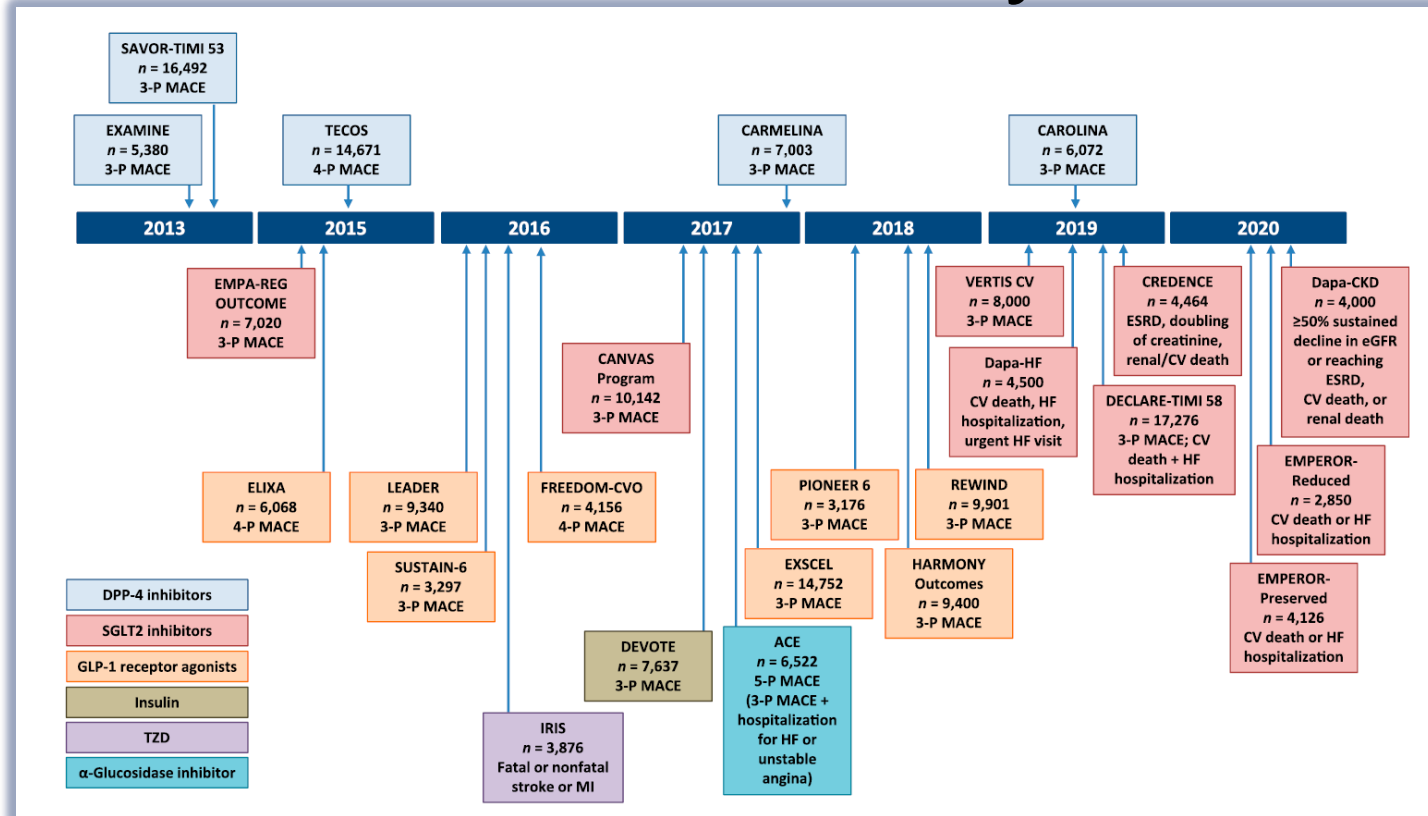 SAVOR-TIMI 53
n = 16,492
3-P MACE
EXAMINE
n = 5,380
3-P MACE
TECOS
n = 14,671
4-P MACE
CARMELINA
n = 7,003
3-P MACE
CAROLINA
n = 6,072
3-P MACE
2013
2015
2016
2017
2018
2019
2020
EMPA-REG
OUTCOME
n = 7,020
3-P MACE
CANVAS
Program
n = 10,142
3-P MACE
VERTIS CV
n = 8,000
3-P MACE
CREDENCE
n = 4,464
ESRD, doubling
of creatinine,
renal/CV death
Dapa-CKD
n = 4,000
≥50% sustained
decline in eGFR
or reaching
ESRD,
CV death, or
renal death
Dapa-HF
n = 4,500
CV death, HF
hospitalization,
urgent HF visit
DECLARE-TIMI 58
n = 17,276
3-P MACE; CV
death + HF
hospitalization
EMPEROR-
Reduced
n = 2,850
CV death or HF
hospitalization
EMPEROR-
Preserved
n = 4,126
CV death or HF
hospitalization
ELIXA
n = 6,068
4-P MACE
LEADER
n = 9,340
3-P MACE
FREEDOM-CVO
n = 4,156
4-P MACE
PIONEER 6
n = 3,176
3-P MACE
REWIND
n = 9,901
3-P MACE
SUSTAIN-6
n = 3,297
3-P MACE
EXSCEL
n = 14,752
3-P MACE
HARMONY
Outcomes
n = 9,400
3-P MACE
DEVOTE
n = 7,637
3-P MACE
ACE
n = 6,522
5-P MACE
(3-P MACE +
hospitalization
for HF or
unstable
angina)
IRIS
n = 3,876
Fatal or nonfatal
stroke or MI
DPP-4 inhibitors
SGLT2 inhibitors
GLP-1 receptor agonists
Insulin
TZD
α-Glucosidase inhibitor